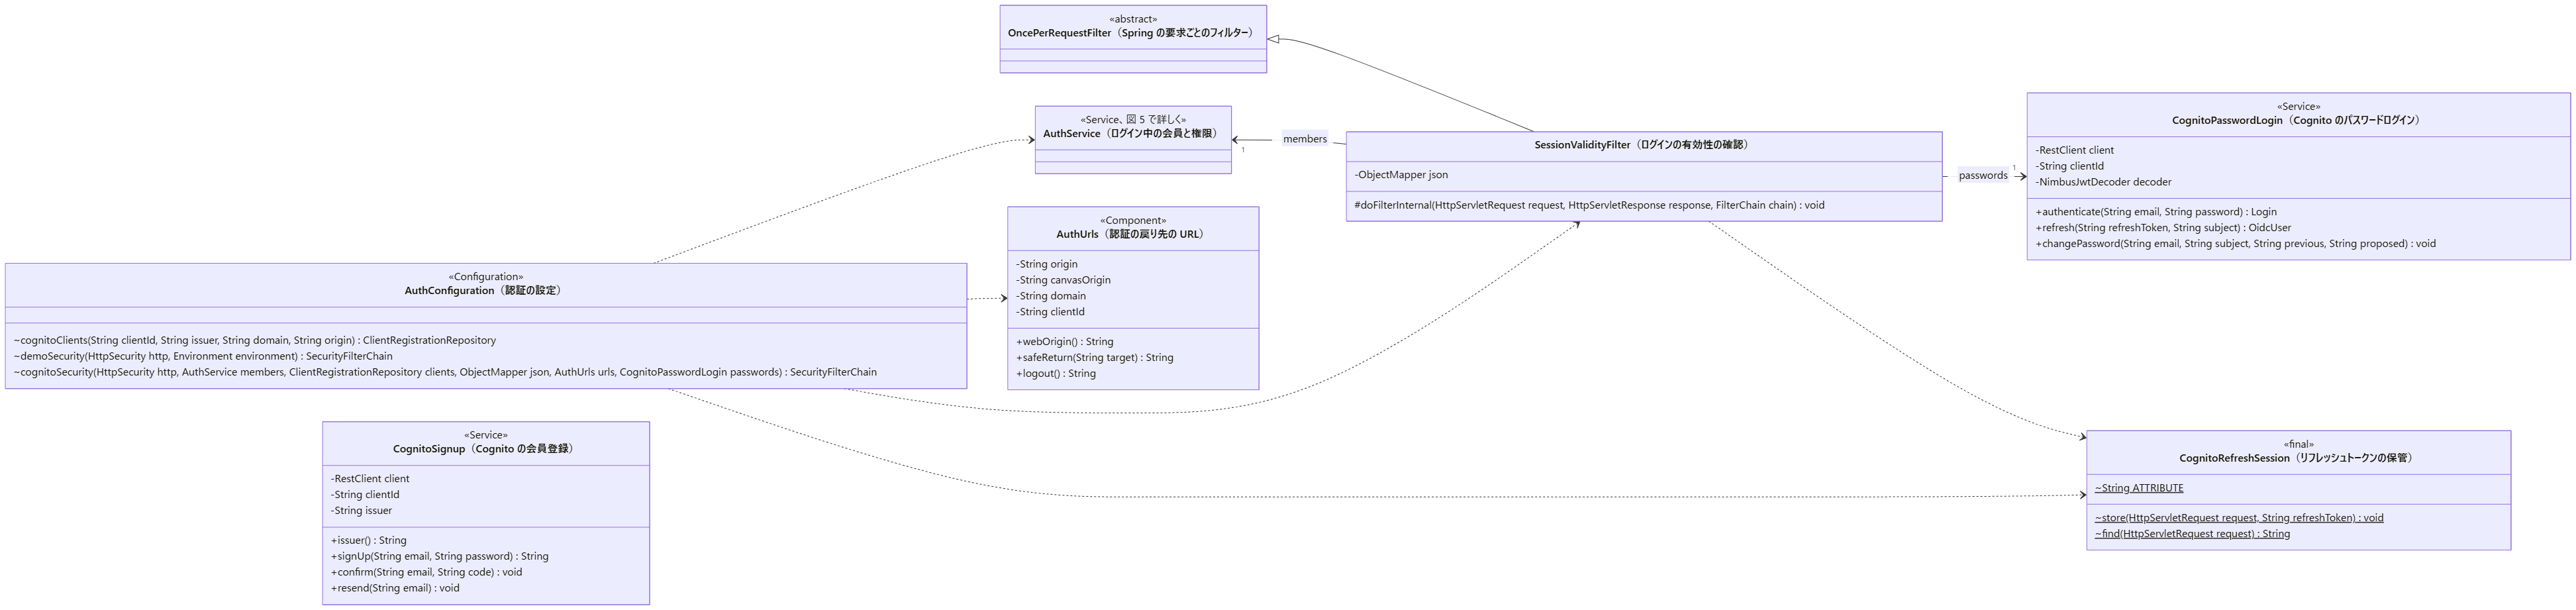 «abstract»
OncePerRequestFilter（Spring の要求ごとのフィルター）
«Service、図 5 で詳しく»
AuthService（ログイン中の会員と権限）
1
members
SessionValidityFilter（ログインの有効性の確認）
-ObjectMapper json
#doFilterInternal(HttpServletRequest request, HttpServletResponse response, FilterChain chain) : void
passwords
1
«Service»
CognitoPasswordLogin（Cognito のパスワードログイン）
-RestClient client
-String clientId
-NimbusJwtDecoder decoder
+authenticate(String email, String password) : Login
+refresh(String refreshToken, String subject) : OidcUser
+changePassword(String email, String subject, String previous, String proposed) : void
«Component»
AuthUrls（認証の戻り先の URL）
-String origin
-String canvasOrigin
-String domain
-String clientId
+webOrigin() : String
+safeReturn(String target) : String
+logout() : String
«Configuration»
AuthConfiguration（認証の設定）
~cognitoClients(String clientId, String issuer, String domain, String origin) : ClientRegistrationRepository
~demoSecurity(HttpSecurity http, Environment environment) : SecurityFilterChain
~cognitoSecurity(HttpSecurity http, AuthService members, ClientRegistrationRepository clients, ObjectMapper json, AuthUrls urls, CognitoPasswordLogin passwords) : SecurityFilterChain
«Service»
CognitoSignup（Cognito の会員登録）
-RestClient client
-String clientId
-String issuer
+issuer() : String
+signUp(String email, String password) : String
+confirm(String email, String code) : void
+resend(String email) : void
«final»
CognitoRefreshSession（リフレッシュトークンの保管）
~String ATTRIBUTE
~store(HttpServletRequest request, String refreshToken) : void
~find(HttpServletRequest request) : String